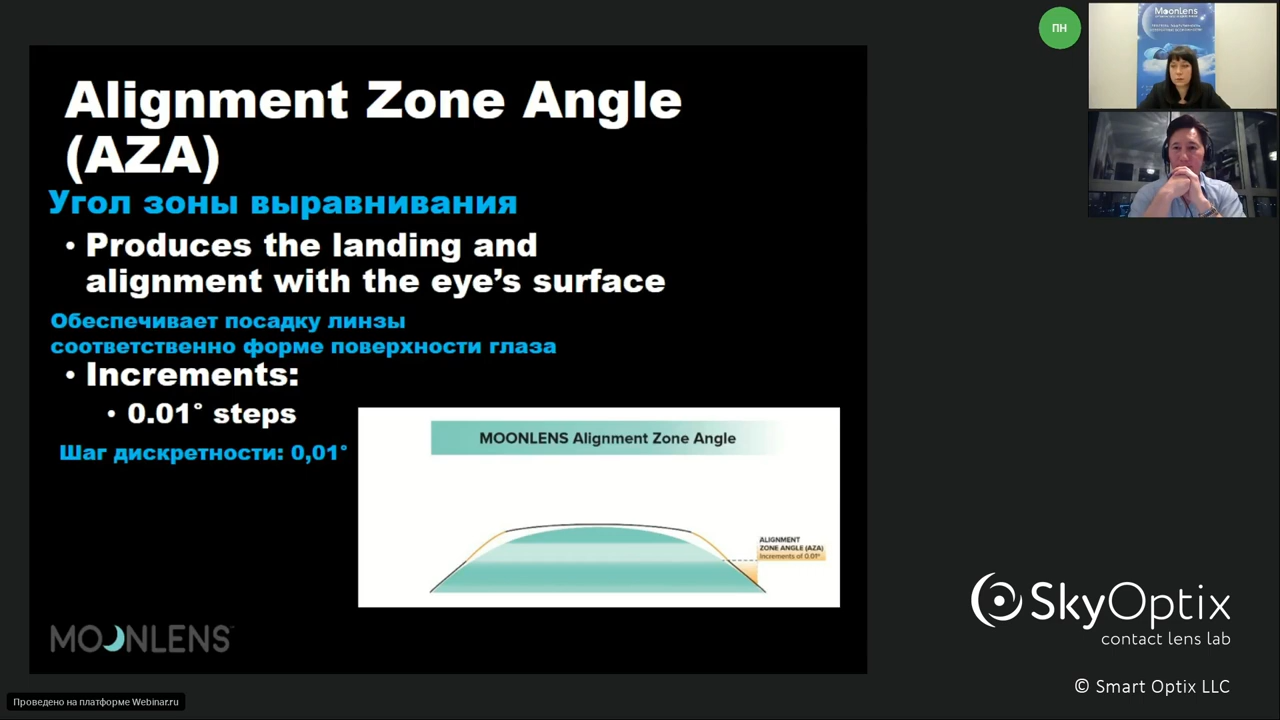 Alignment Zone Angle
(AZA)
Угол зоны выравнивания
• Produces the landing and
alignment with the eye’s surface
Обеспечивает посадку линзы
соответственно форме поверхности глаза
• Increments:
• 0.01° steps
Шаг дискретности: 0,01°
MOONLENS Alignment Zone Angle
ALIGNMENT
ZONE ANGLE (AZA)
Increments of 0.01°
MOONLENS
Проведено на платформе Webinar.ru
ПН
Moonlens
SkyOptix
contact lens lab
© Smart Optix LLC